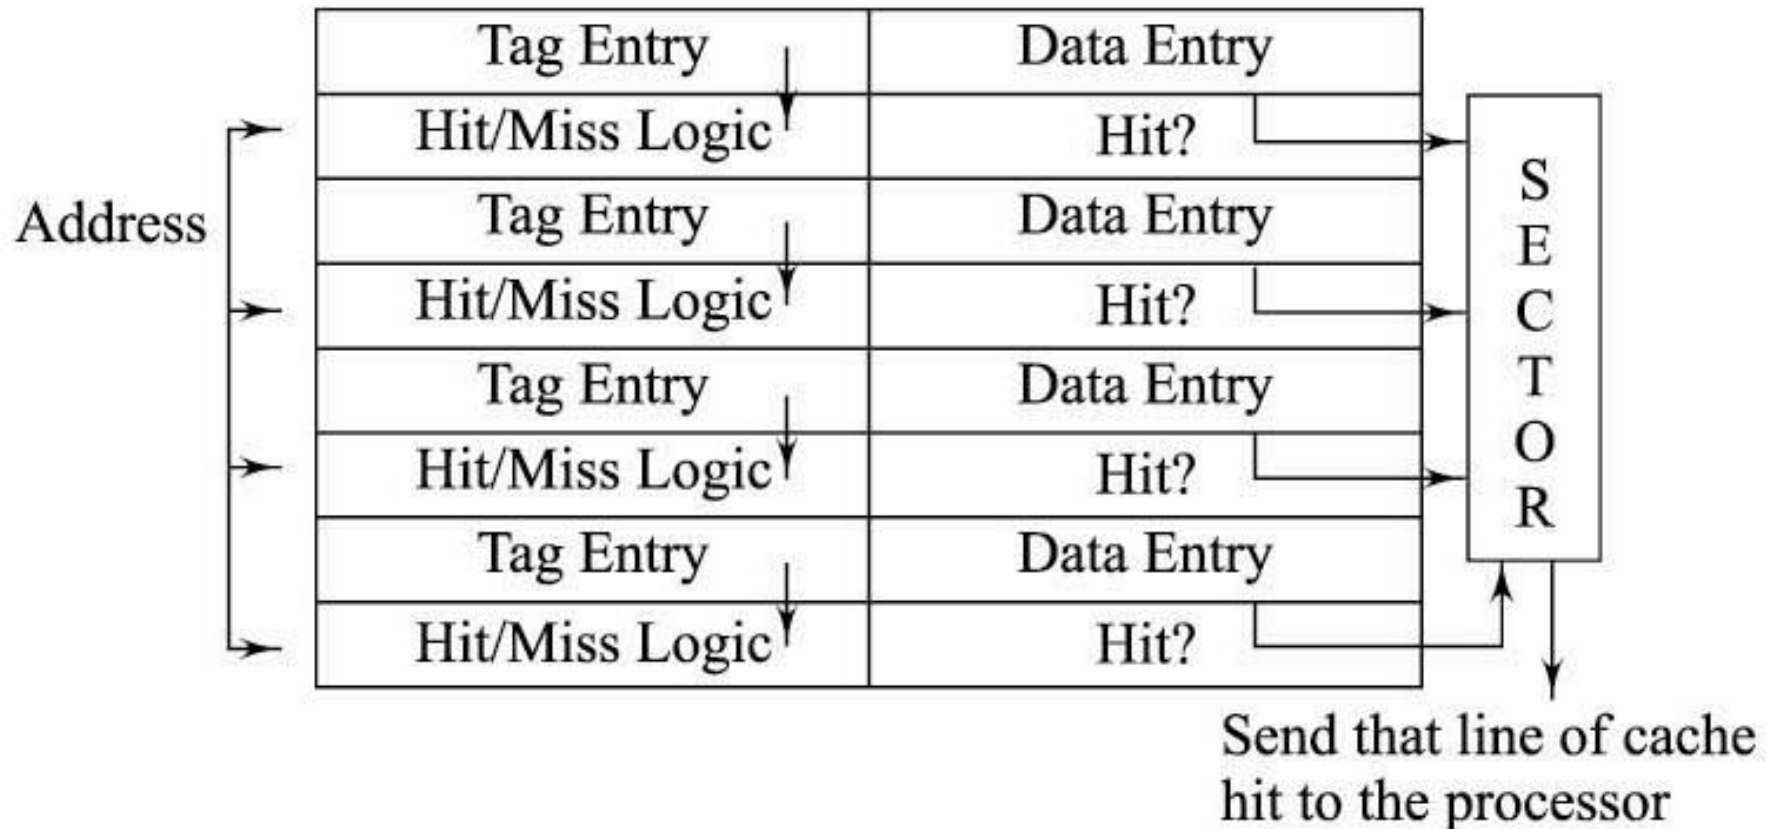 Tag Entry Data Entry
Hit/Miss Logic Hit?
Tag Entry Data Entry
Address
Hit/Miss Logic Hit?
Tag Entry Data Entry
Hit/Miss Logic Hit?
Tag Entry Data Entry
Hit/Miss Logic Hit?
S
E
C
T
O
R
Send that line of cache
hit to the processor